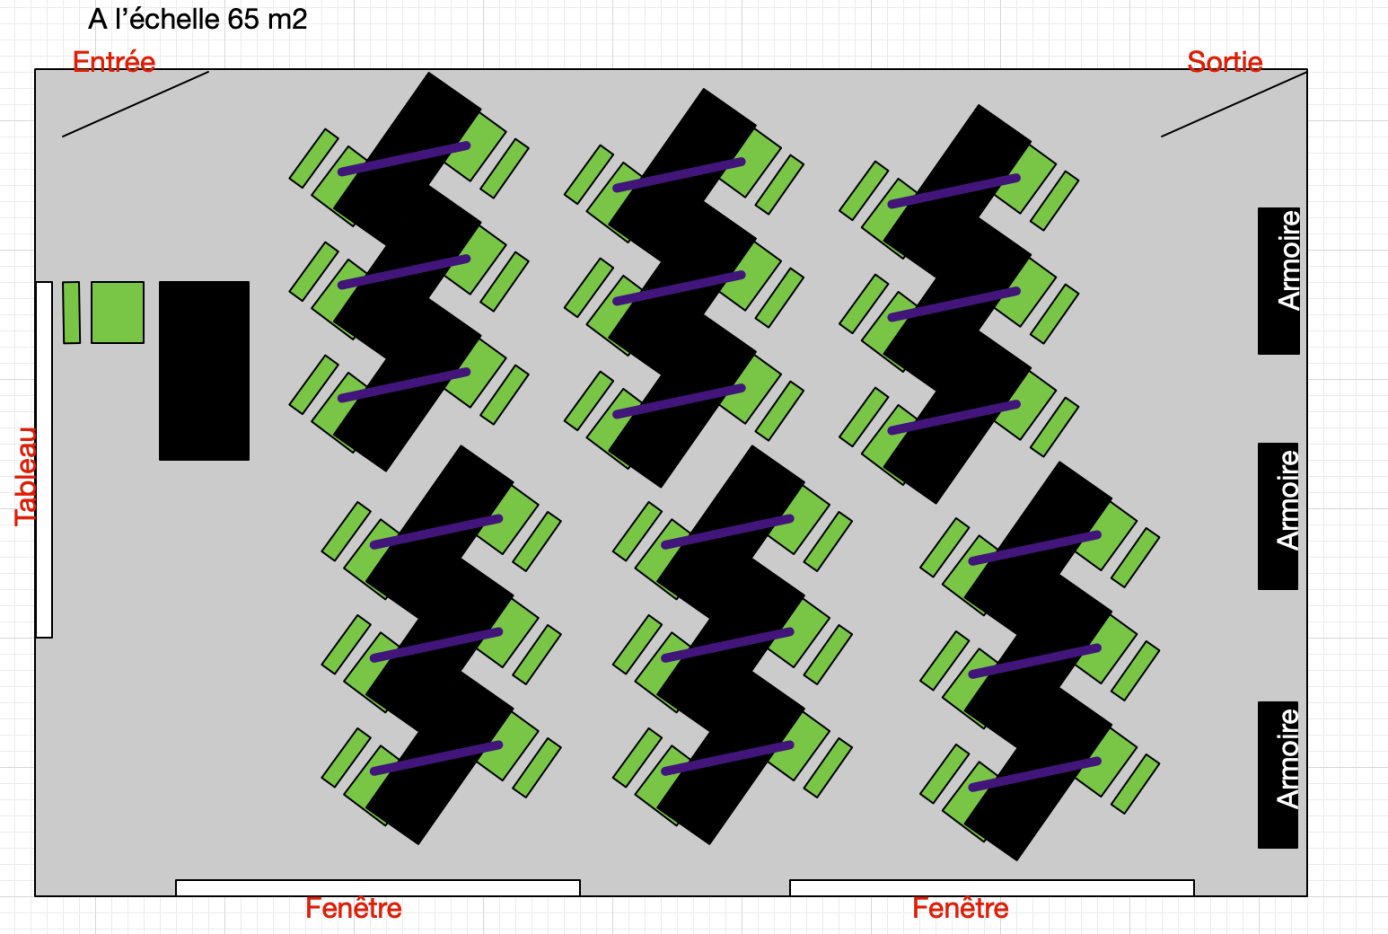 A l’échelle 65 m2
Entrée
Sortie
Armoire
Tableau
Armoire
Armoire
Fenêtre
Fenêtre